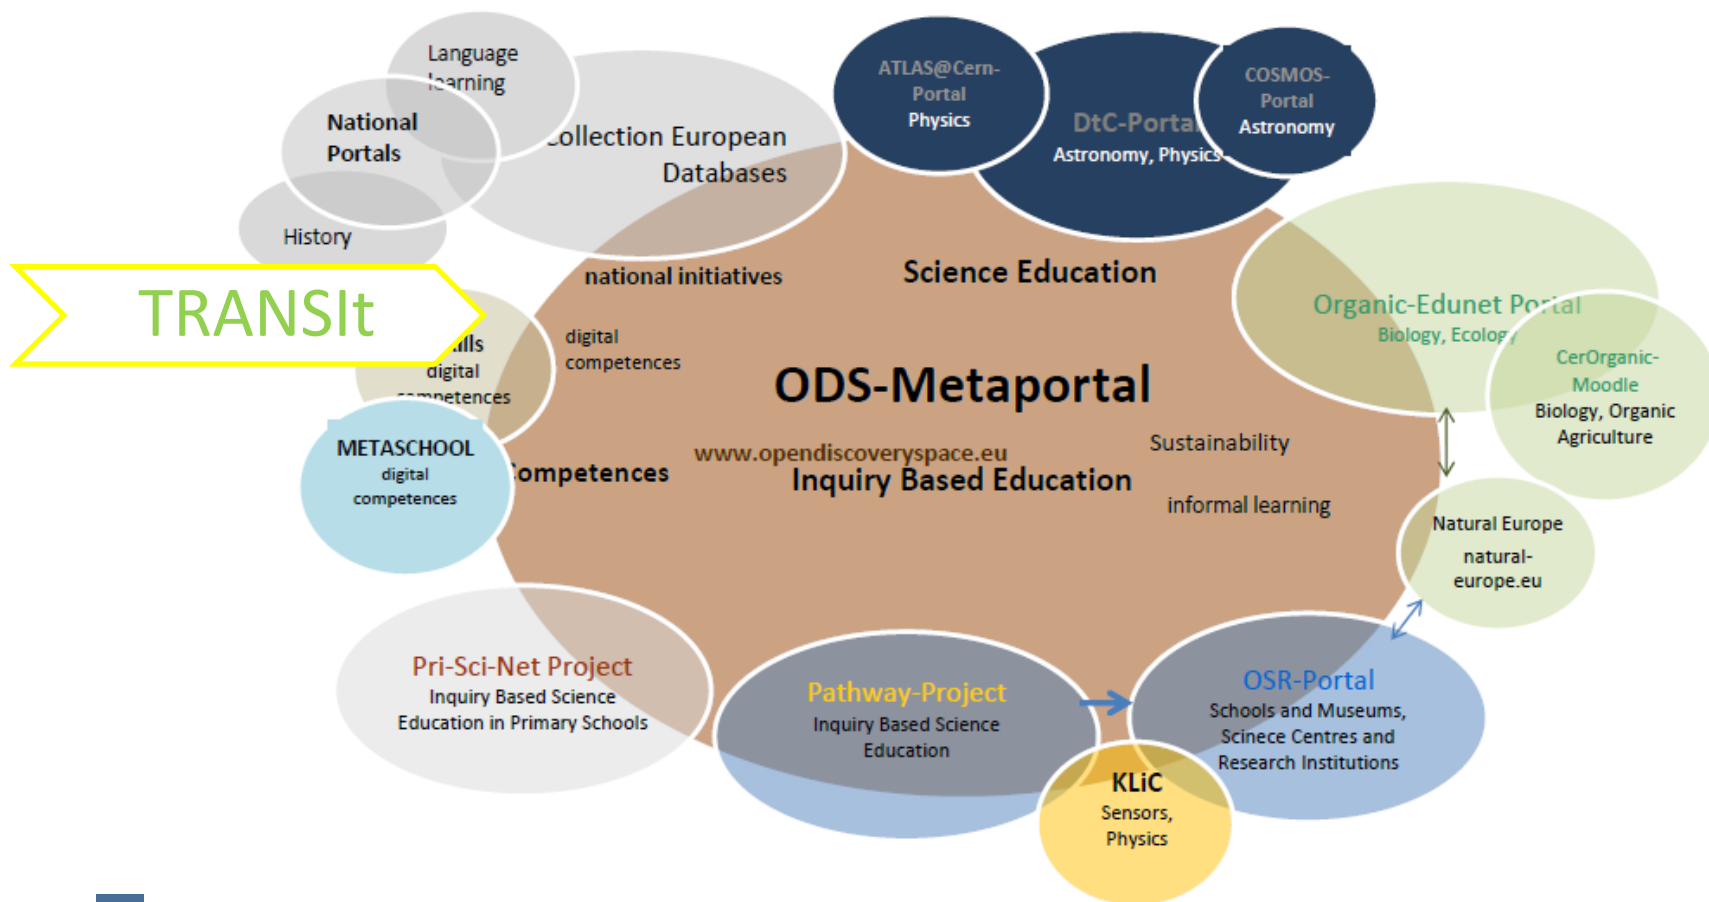 Language
learning
National
Portals
Collection European
Databases
History
ATLAS@Cern-
Portal
Physics
DtC-Portal
Astronomy, Physics
COSMOS-
Portal
Astronomy
TRANSIt
national initiatives
Science Education
digital
competences
digital
competences
ODS-Metaportal
www.opendiscoveryspace.eu
Inquiry Based Education
Sustainability
informal learning
Competences
METASCHOOL
digital
competences
Organic-Edunet Portal
Biology, Ecology
CerOrganic-
Moodle
Biology, Organic
Agriculture
Natural Europe
natural-
europe.eu
Pri-Sci-Net Project
Inquiry Based Science
Education in Primary Schools
Pathway-Project
Inquiry Based Science
Education
OSR-Portal
Schools and Museums,
Scinece Centres and
Research Institutions
KLiC
Sensors,
Physics